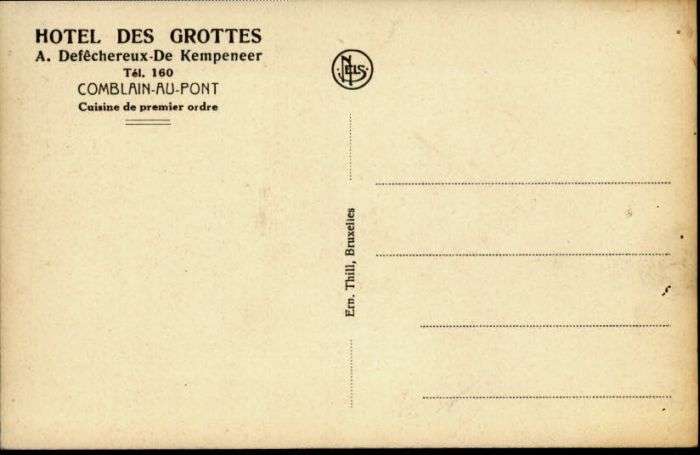 HOTEL DES GROTTES
A. Defêchereux-De Kempeneer
Tél. 160
COMBLAIN-AU-PONT
Cuisine de premier ordre
NELS
Ern. Thill, Bruxelles